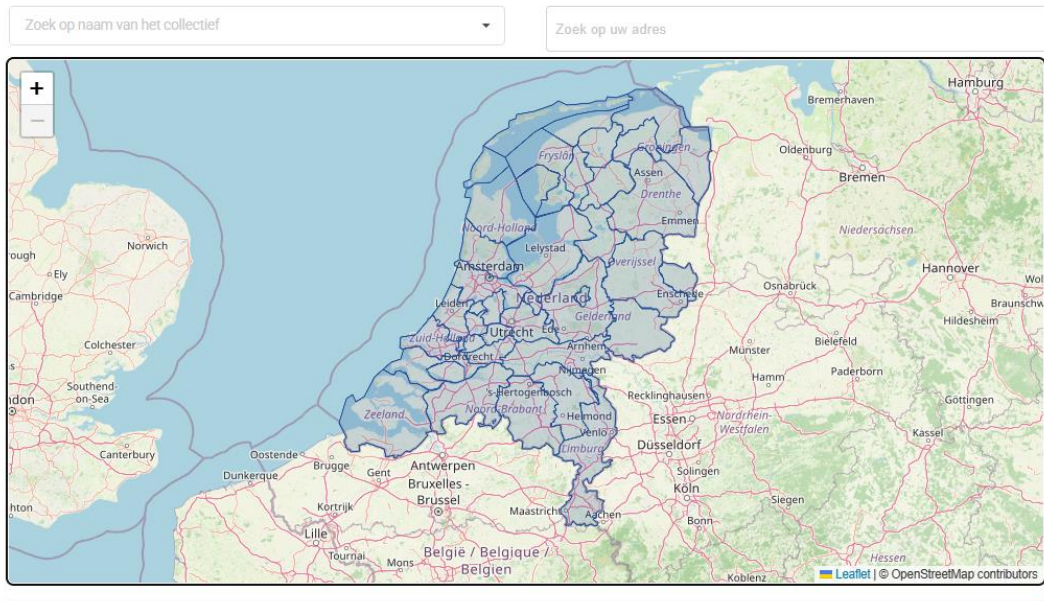 Zoek op naam van het collectief
Zoek op uw adres
+
−
Hamburg
Bremerhaven
Oldenburg
Bremen
Groningen
Fryslân
Assen
Drenthe
Emmen
Niedersachsen
Noord-Holland
Norwich
Lelystad
Overijssel
Amsterdam
Hannover
Ely
Osnabrück
Wol
Cambridge
Enschede
Braunschw
Leiden
Nederland
Gelderland
Hildesheim
Utrecht
Ede
Zuid-Holland
Colchester
Arnhem
Bielefeld
Münster
Dordrecht
Nijmegen
Paderborn
Hamm
Southend-
on-Sea
's-Hertogenbosch
Recklinghausen
Göttingen
ndon
Zeeland
Noord-Brabant
Helmond
Essen
Nordrhein-
Westfalen
Venlo
Kassel
Düsseldorf
Limburg
Canterbury
Oostende
Brugge
Antwerpen
Solingen
Dunkerque
Gent
Bruxelles -
Brussel
Köln
Siegen
hton
Kortrijk
Maastricht
Aachen
Bonn
Lille
Tournai
België / Belgique /
Belgien
Mons
Hessen
Koblenz
Leaflet | © OpenStreetMap contributors